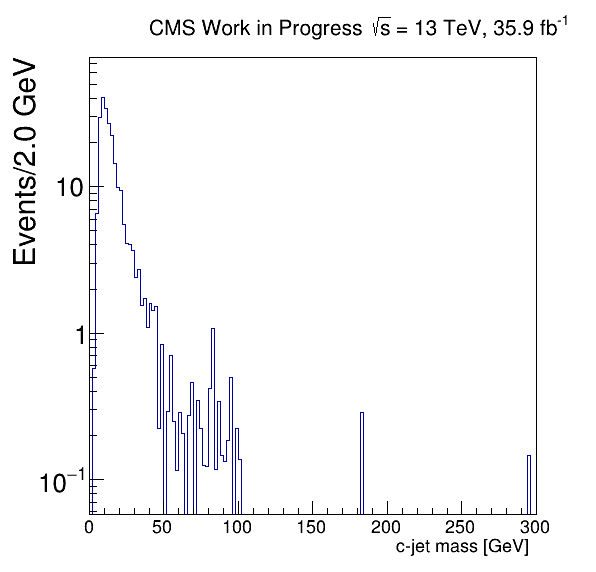 CMS Work in Progress √s = 13 TeV, 35.9 fb⁻¹
Events/2.0 GeV
10
1
10⁻¹
0 50 100 150 200 250 300
c-jet mass [GeV]